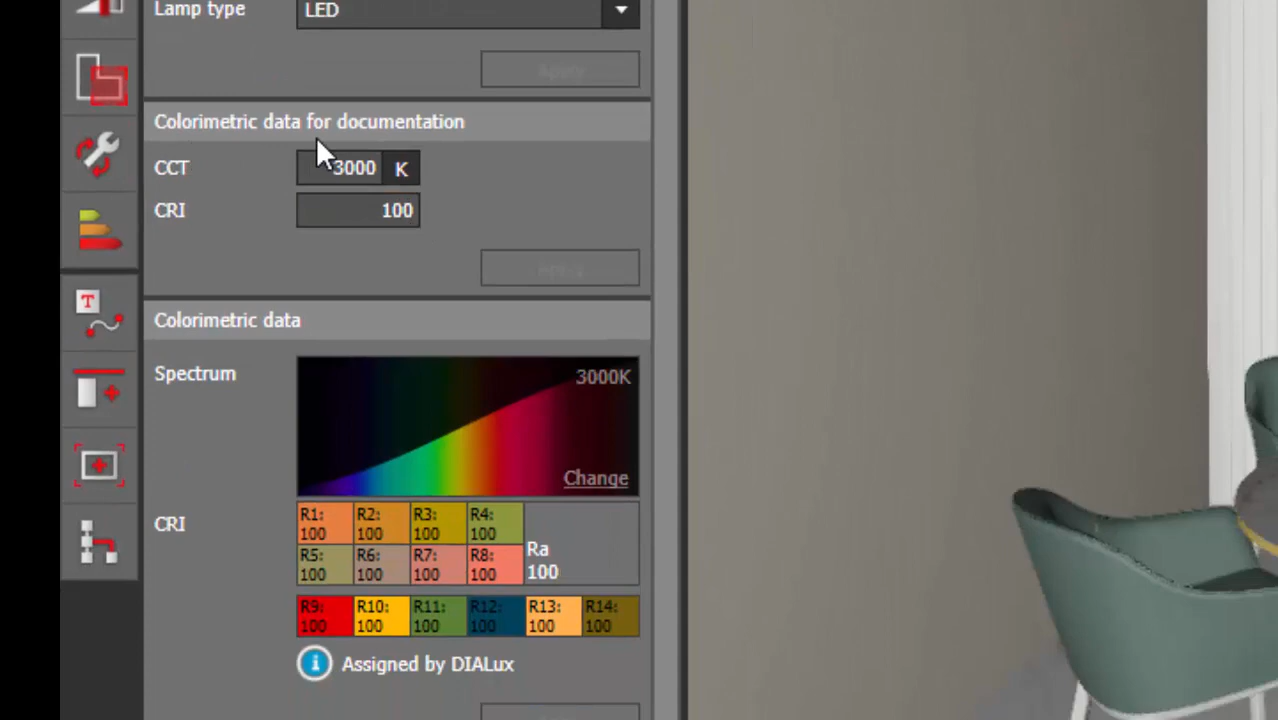 Lamp type LED
Apply
Colorimetric data for documentation
CCT 3000 K
CRI 100
Apply
Colorimetric data
Spectrum 3000K
Change
CRI
R1: R2: R3: R4:
100 100 100 100
R5: R6: R7: R8: Ra
100 100 100 100 100
R9: R10: R11: R12: R13: R14:
100 100 100 100 100 100
Assigned by DIALux
T